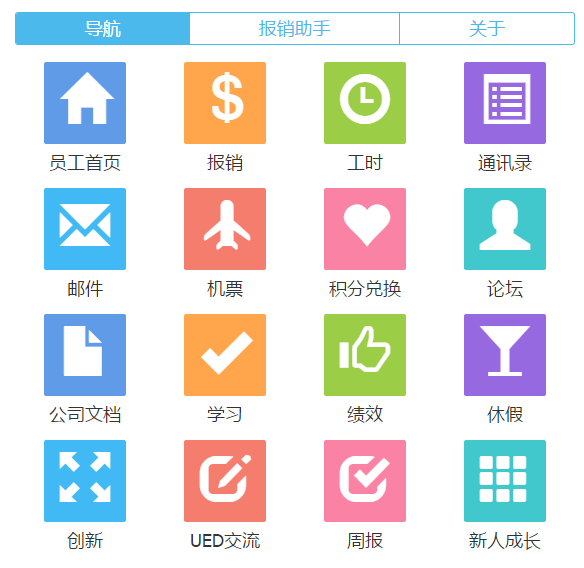 导航 报销助手 关于
员工首页 报销 工时 通讯录
邮件 机票 积分兑换 论坛
公司文档 学习 绩效 休假
创新 UED交流 周报 新人成长